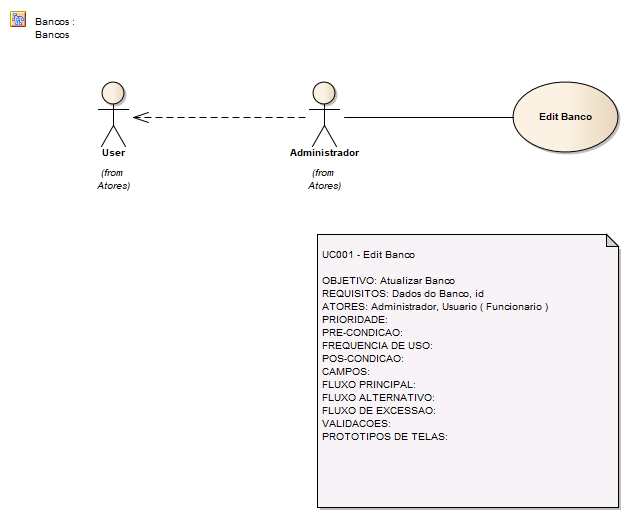 Bancos :
Bancos
User
(from
Atores)
Administrador
(from
Atores)
Edit Banco
UC001 - Edit Banco
OBJETIVO: Atualizar Banco
REQUISITOS: Dados do Banco, id
ATORES: Administrador, Usuario ( Funcionario )
PRIORIDADE:
PRE-CONDICAO:
FREQUENCIA DE USO:
POS-CONDICAO:
CAMPOS:
FLUXO PRINCIPAL:
FLUXO ALTERNATIVO:
FLUXO DE EXCESSAO:
VALIDACOES:
PROTOTIPOS DE TELAS: